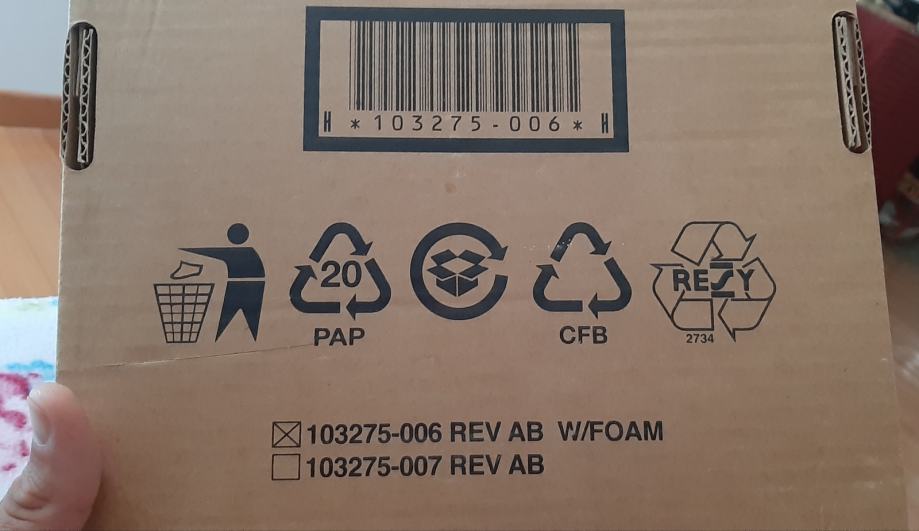 H *103275-006* H
20
PAP
CFB
RESY
2734
103275-006 REV AB W/FOAM
103275-007 REV AB